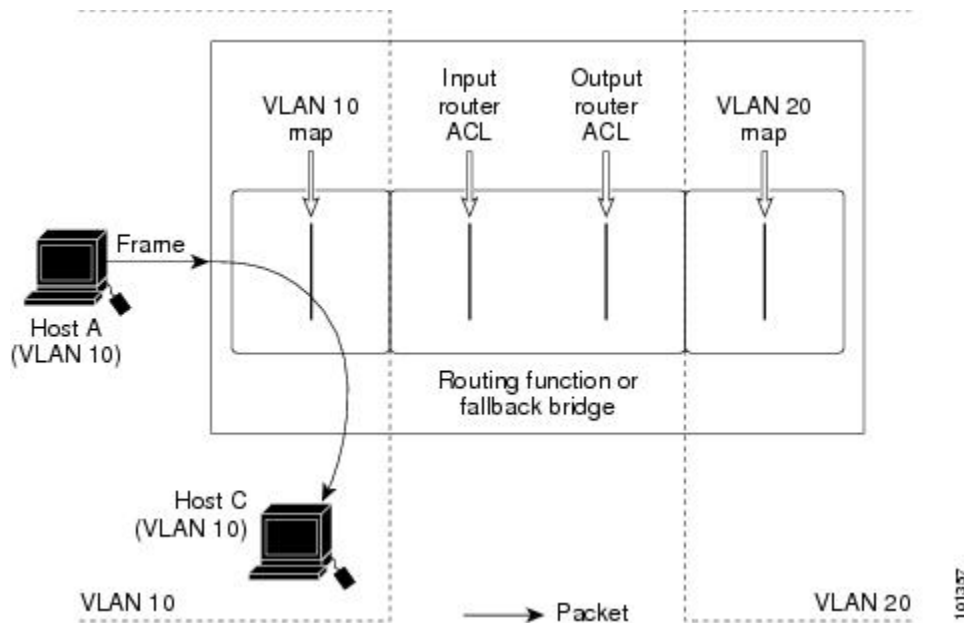 VLAN 10
map
Input
router
ACL
Output
router
ACL
VLAN 20
map
Frame
Host A
(VLAN 10)
Routing function or
fallback bridge
Host C
(VLAN 10)
VLAN 10
Packet
VLAN 20
101357